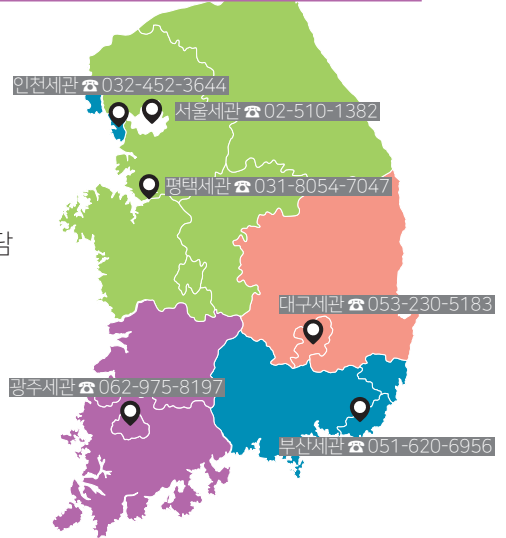 인천세관 ☎ 032-452-3644
서울세관 ☎ 02-510-1382
평택세관 ☎ 031-8054-7047
담
대구세관 ☎ 053-230-5183
광주세관 ☎ 062-975-8197
부산세관 ☎ 051-620-6956